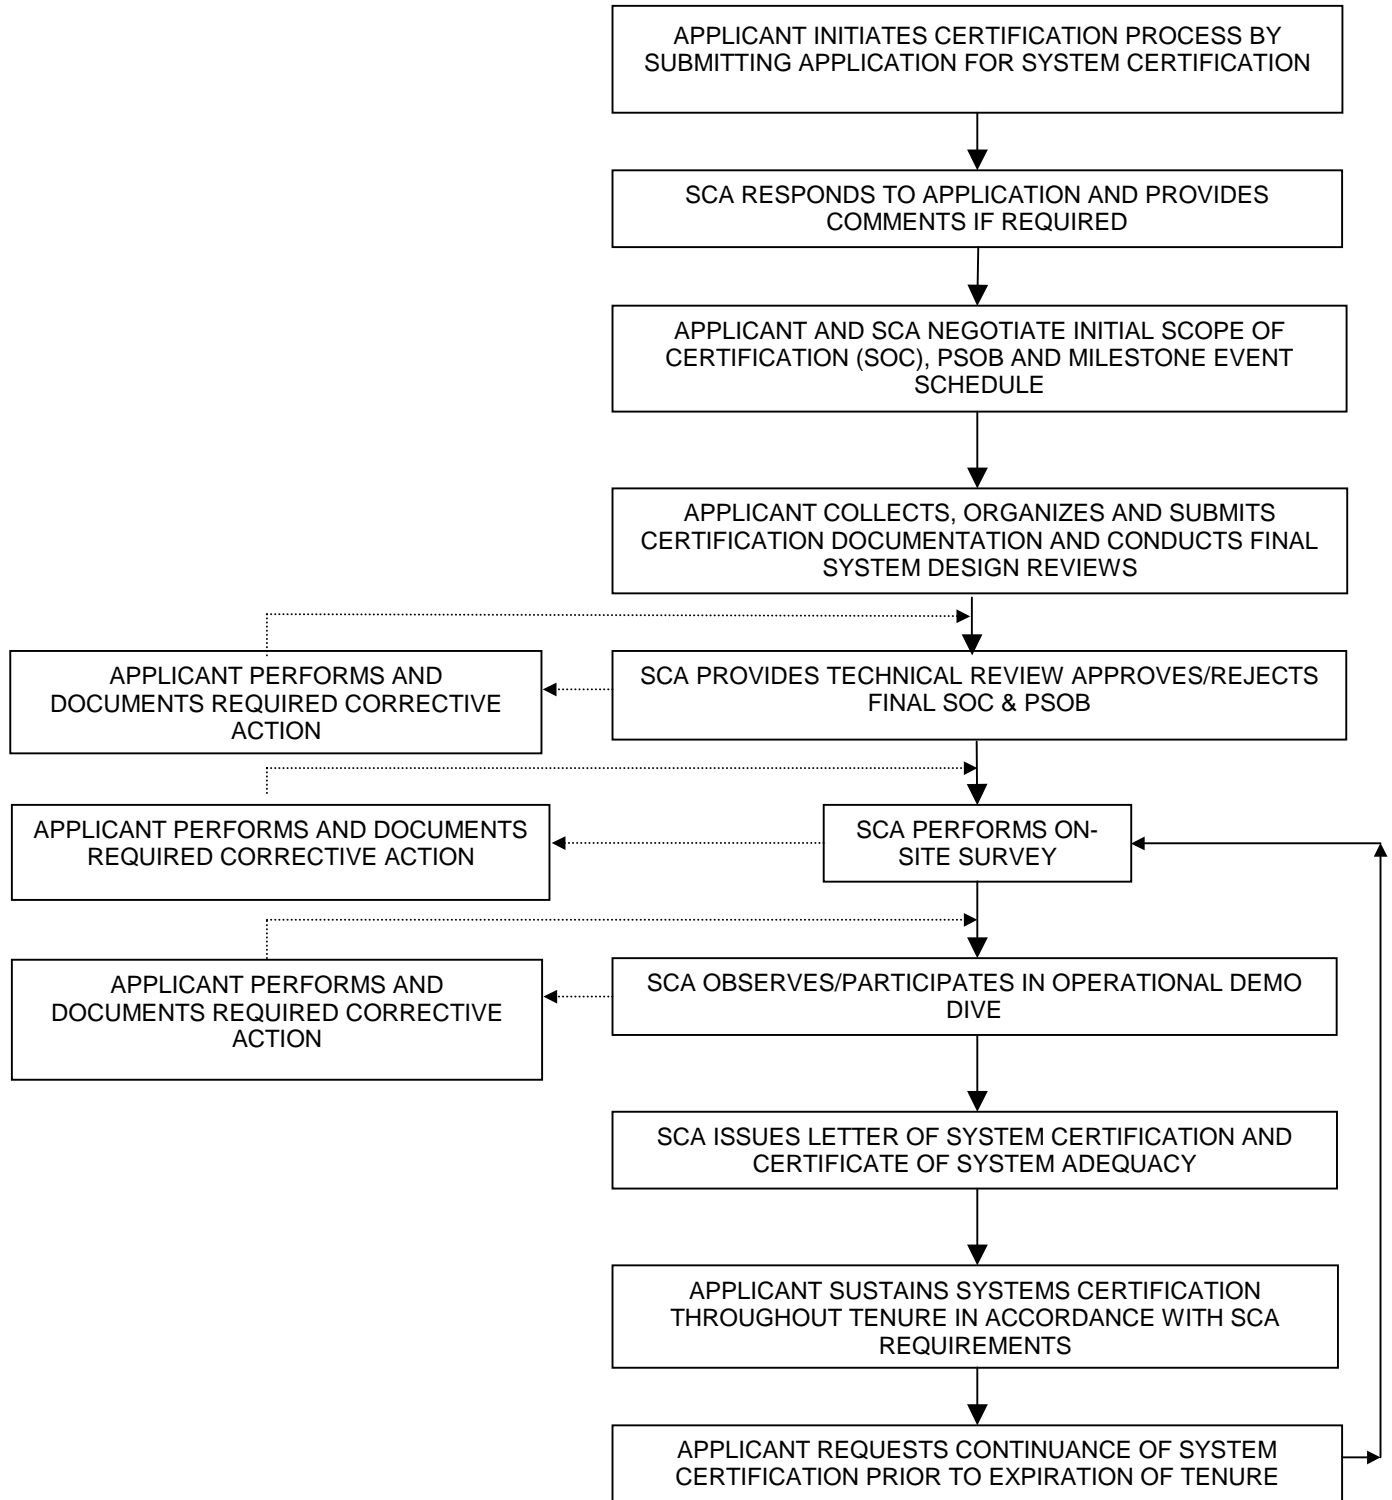 APPLICANT INITIATES CERTIFICATION PROCESS BY
SUBMITTING APPLICATION FOR SYSTEM CERTIFICATION
SCA RESPONDS TO APPLICATION AND PROVIDES
COMMENTS IF REQUIRED
APPLICANT AND SCA NEGOTIATE INITIAL SCOPE OF
CERTIFICATION (SOC), PSOB AND MILESTONE EVENT
SCHEDULE
APPLICANT COLLECTS, ORGANIZES AND SUBMITS
CERTIFICATION DOCUMENTATION AND CONDUCTS FINAL
SYSTEM DESIGN REVIEWS
SCA PROVIDES TECHNICAL REVIEW APPROVES/REJECTS
FINAL SOC & PSOB
APPLICANT PERFORMS AND
DOCUMENTS REQUIRED CORRECTIVE
ACTION
SCA PERFORMS ON-
SITE SURVEY
APPLICANT PERFORMS AND DOCUMENTS
REQUIRED CORRECTIVE ACTION
SCA OBSERVES/PARTICIPATES IN OPERATIONAL DEMO
DIVE
APPLICANT PERFORMS AND
DOCUMENTS REQUIRED CORRECTIVE
ACTION
SCA ISSUES LETTER OF SYSTEM CERTIFICATION AND
CERTIFICATE OF SYSTEM ADEQUACY
APPLICANT SUSTAINS SYSTEMS CERTIFICATION
THROUGHOUT TENURE IN ACCORDANCE WITH SCA
REQUIREMENTS
APPLICANT REQUESTS CONTINUANCE OF SYSTEM
CERTIFICATION PRIOR TO EXPIRATION OF TENURE